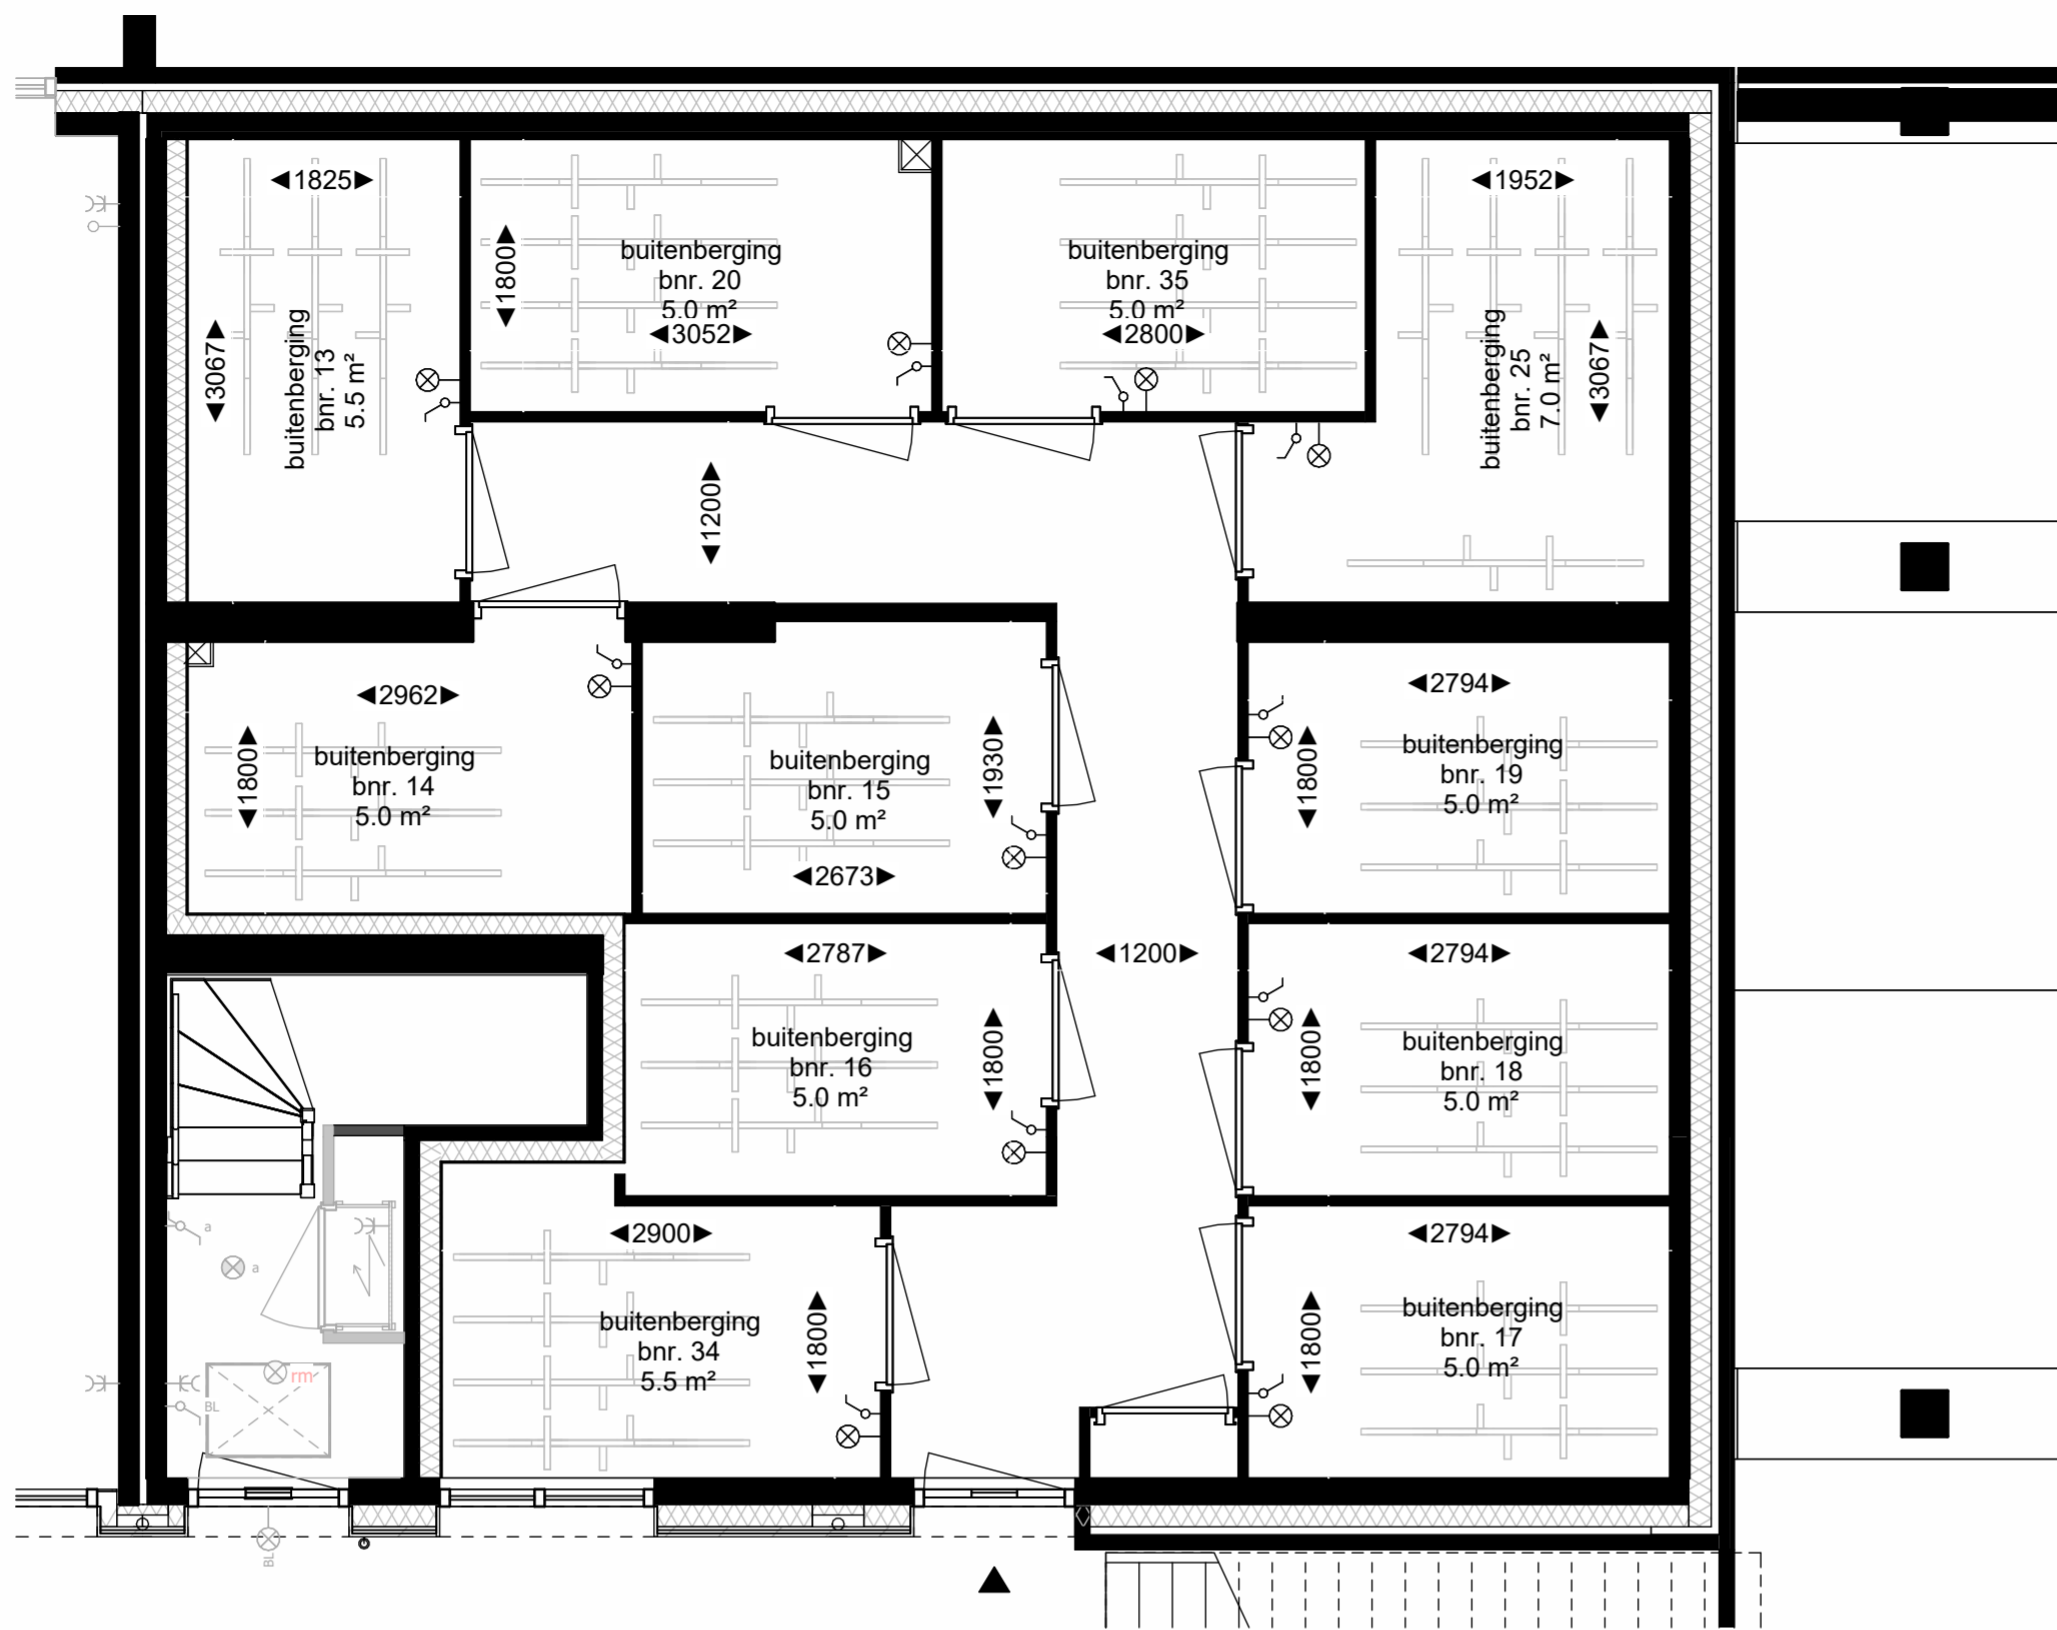 1825
3067
buitenberging
bnr. 13
5.5 m²
1800
buitenberging
bnr. 20
5.0 m²
3052
buitenberging
bnr. 35
5.0 m²
2800
1952
buitenberging
bnr. 25
7.0 m²
3067
1200
2962
1800
buitenberging
bnr. 14
5.0 m²
buitenberging
bnr. 15
5.0 m²
1930
2673
2794
1800
buitenberging
bnr. 19
5.0 m²
2787
buitenberging
bnr. 16
5.0 m²
1800
1200
2794
1800
buitenberging
bnr. 18
5.0 m²
a
a
rm
BL
BL
2900
buitenberging
bnr. 34
5.5 m²
1800
2794
1800
buitenberging
bnr. 17
5.0 m²